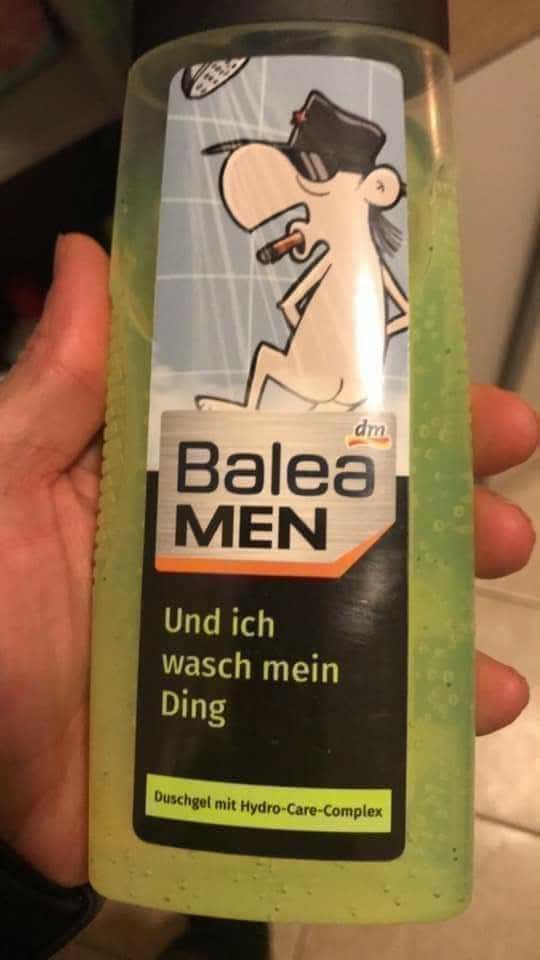 dm
Balea
MEN
Und ich
wasch mein
Ding
Duschgel mit Hydro-Care-Complex